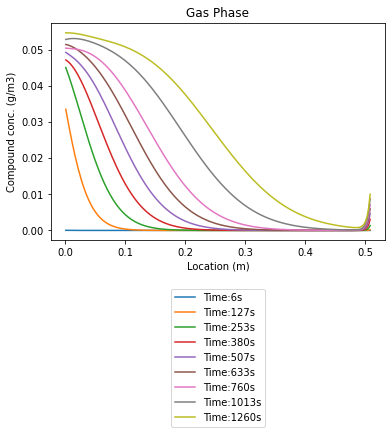 Gas Phase
Compound conc. (g/m3)
0.05
0.04
0.03
0.02
0.01
0.00
0.0 0.1 0.2 0.3 0.4 0.5
Location (m)
Time:6s
Time:127s
Time:253s
Time:380s
Time:507s
Time:633s
Time:760s
Time:1013s
Time:1260s